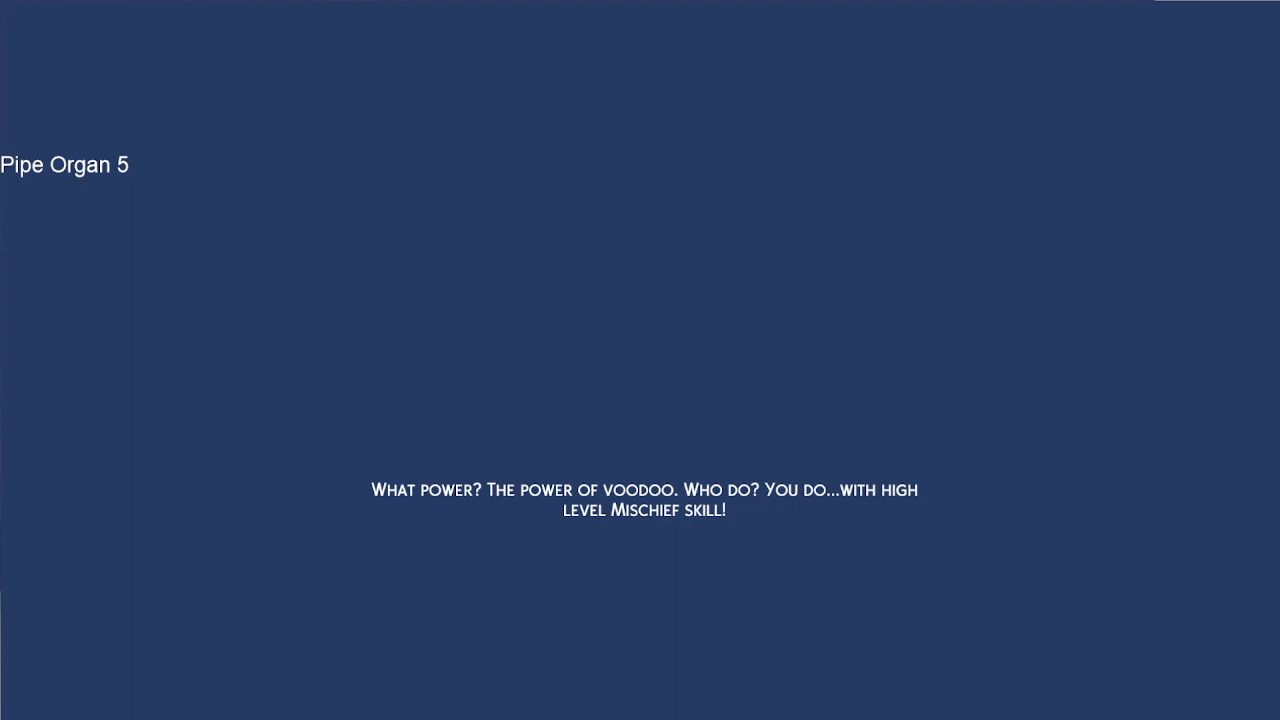 Pipe Organ 5
What power? The power of voodoo. Who do? You do...with high
level Mischief skill!